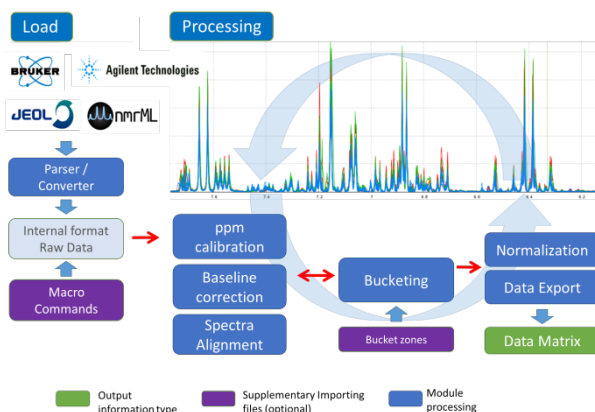 Load
Processing
BRUKER
Agilent Technologies
JEOL
nmrML
Parser /
Converter
Internal format
Raw Data
Macro
Commands
7.6
7.4
7.2
7
6.8
6.6
6.4
6.2
ppm
calibration
Baseline
correction
Spectra
Alignment
Bucketing
Bucket zones
Normalization
Data Export
Data Matrix
Output
information type
Supplementary Importing
files (optional)
Module
processing